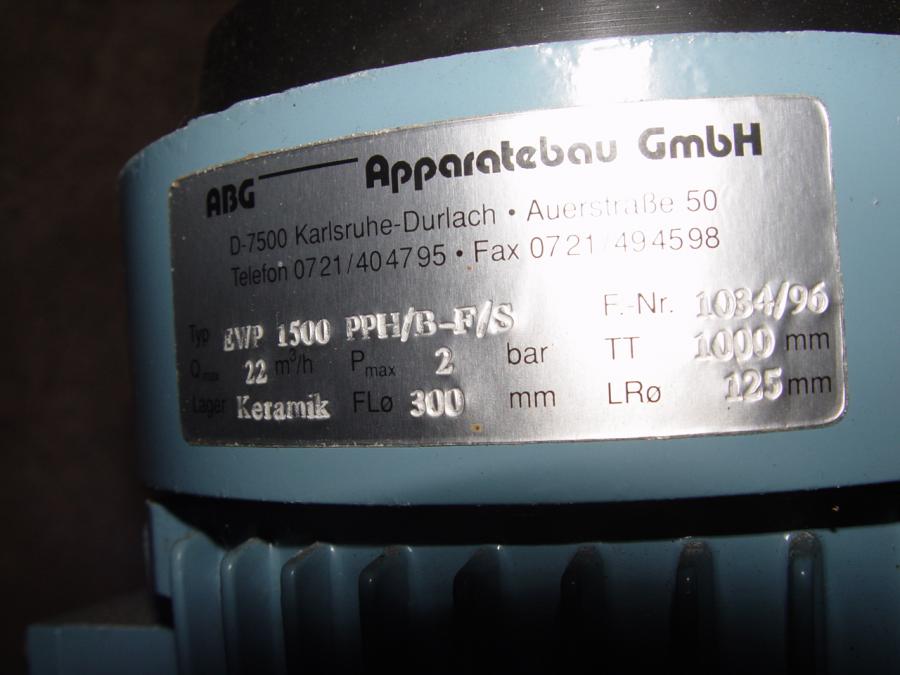 ABG Apparatebau GmbH
D-7500 Karlsruhe-Durlach • Auerstraße 50
Telefon 0721/404795 • Fax 0721/494598
Typ EWP 1500 PPH/B-F/S F.-Nr. 1034/96
Qmax 22 m³/h Pmax 2 bar TT 1000 mm
Lager Keramik FLø 300 mm LRø 125 mm